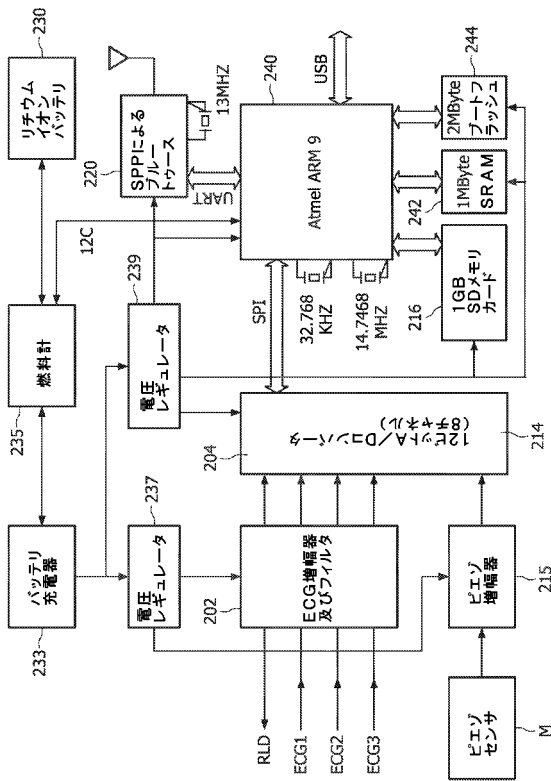 230
リチウム
イオン
バッテリ
235
燃料計
233
バッテリ
充電器
12C
220
SPPによる
ブルー
トゥース
13MHZ
UART
240
Atmel ARM 9
USB
32.768
KHZ
14.7468
MHZ
SPI
244
2MByte
ブートフ
ラッシュ
242
1MByte
SRAM
216
1GB
SDメモリ
カード
239
電圧
レギュレータ
237
電圧
レギュレータ
204
12ビットA/Dコンバータ
(8チャネル)
214
202
ECG増幅器
及びフィルタ
RLD
ECG1
ECG2
ECG3
ピエゾ
増幅器
215
ピエゾ
センサ
M